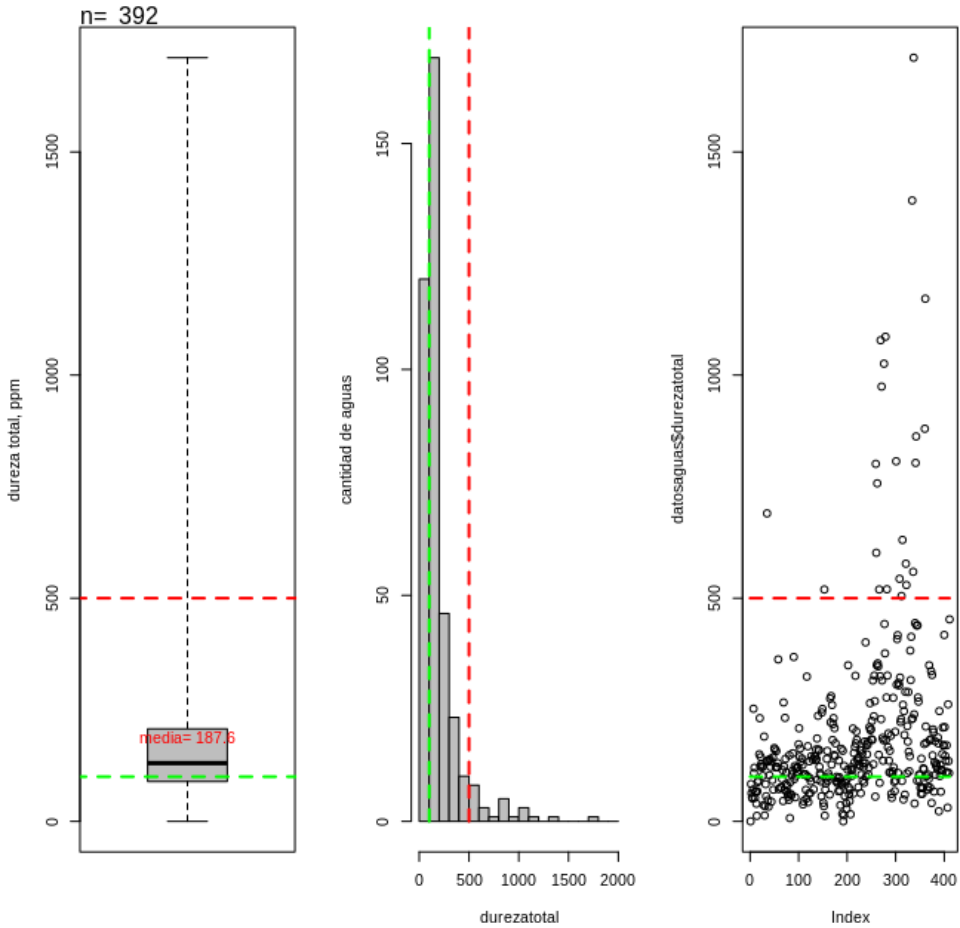 n= 392
dureza total, ppm
0
500
1000
1500
media= 187.6
cantidad de aguas
0
50
100
150
0 500 1000 1500 2000
durezatotal
datosaguas$durezatotal
0
500
1000
1500
0 100 200 300 400
Index